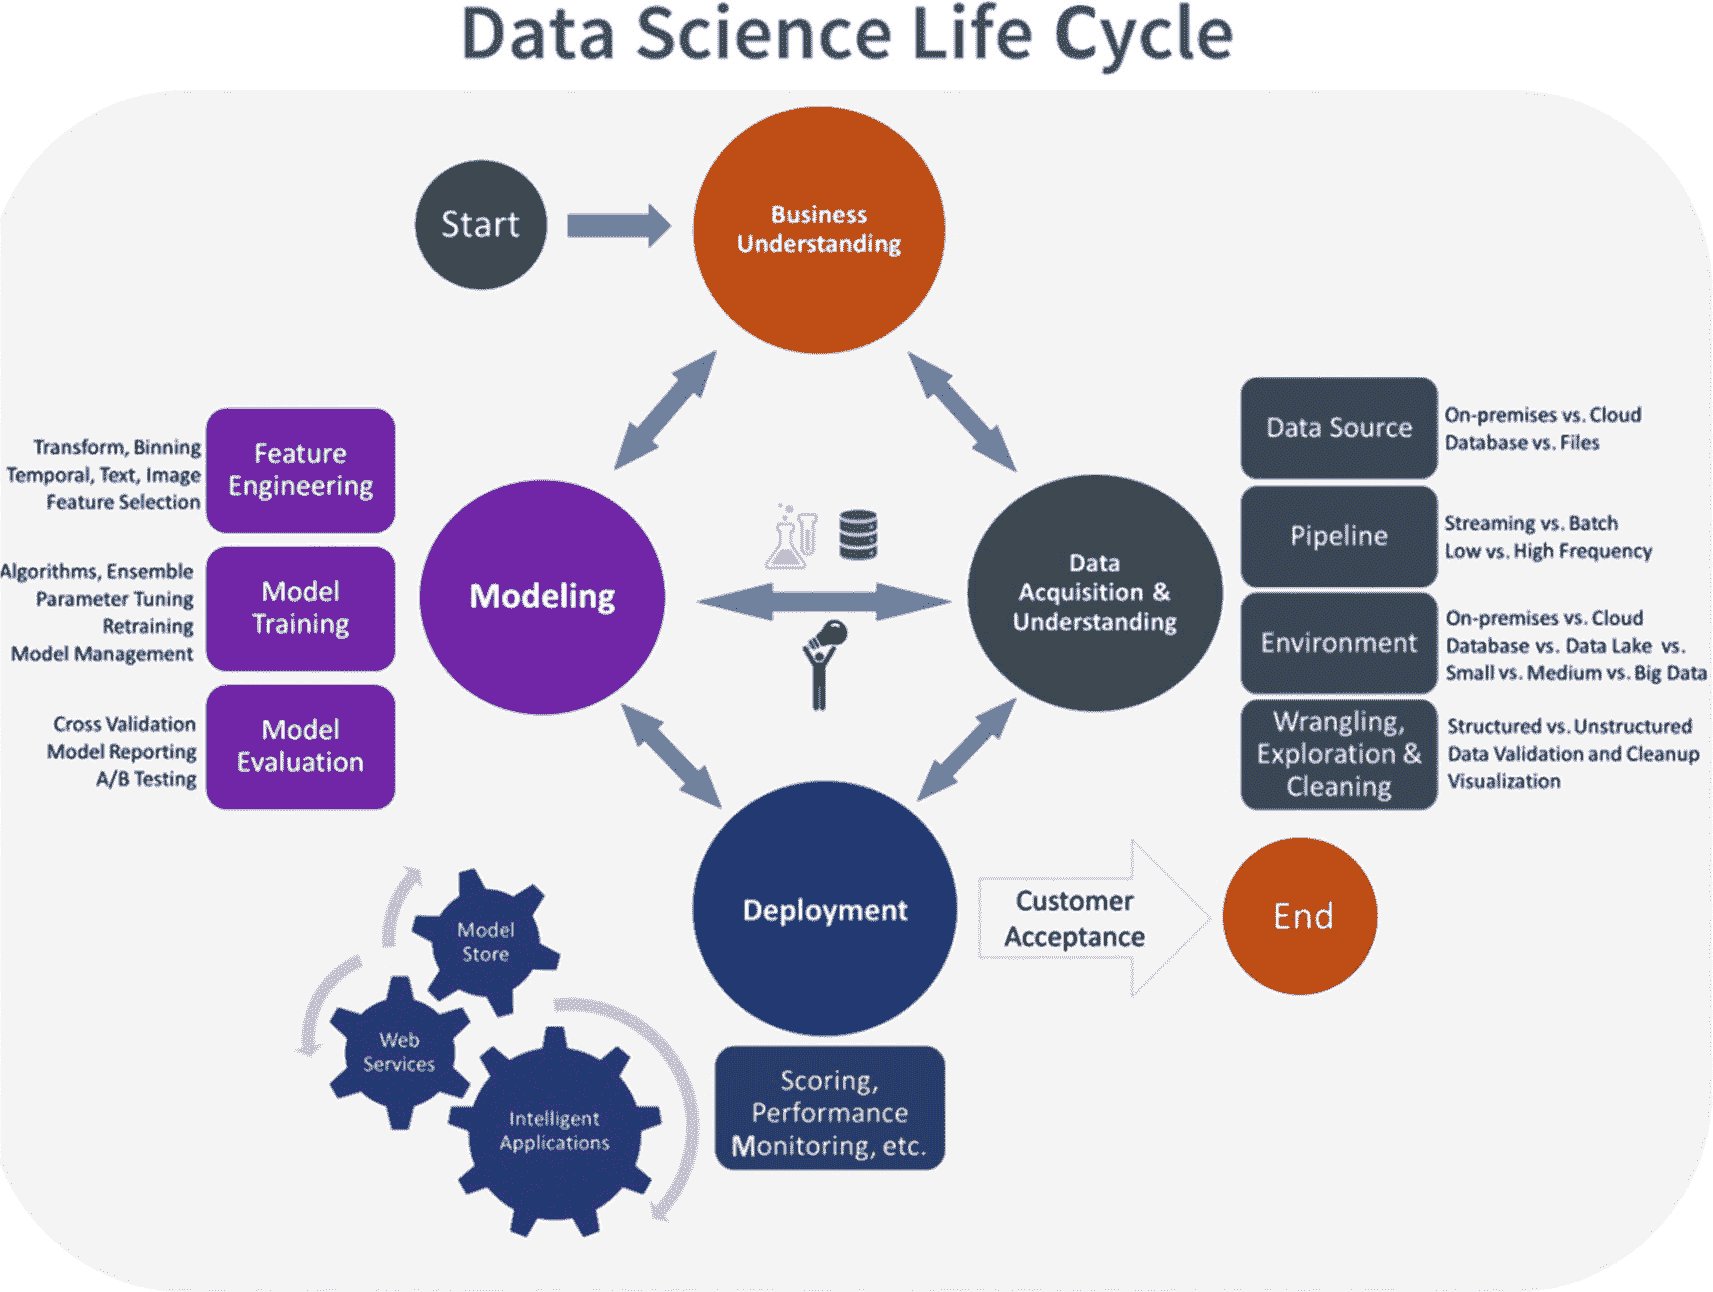 Data Science Life Cycle
Start
Business
Understanding
Transform, Binning
Temporal, Text, Image
Feature Selection
Feature
Engineering
Algorithms, Ensemble
Parameter Tuning
Retraining
Model Management
Model
Training
Cross Validation
Model Reporting
A/B Testing
Model
Evaluation
Modeling
Data
Acquisition &
Understanding
Data Source
On-premises vs. Cloud
Database vs. Files
Pipeline
Streaming vs. Batch
Low vs. High Frequency
Environment
On-premises vs. Cloud
Database vs. Data Lake vs.
Small vs. Medium vs. Big Data
Wrangling,
Exploration &
Cleaning
Structured vs. Unstructured
Data Validation and Cleanup
Visualization
Deployment
Customer
Acceptance
End
Model
Store
Web
Services
Intelligent
Applications
Scoring,
Performance
Monitoring, etc.